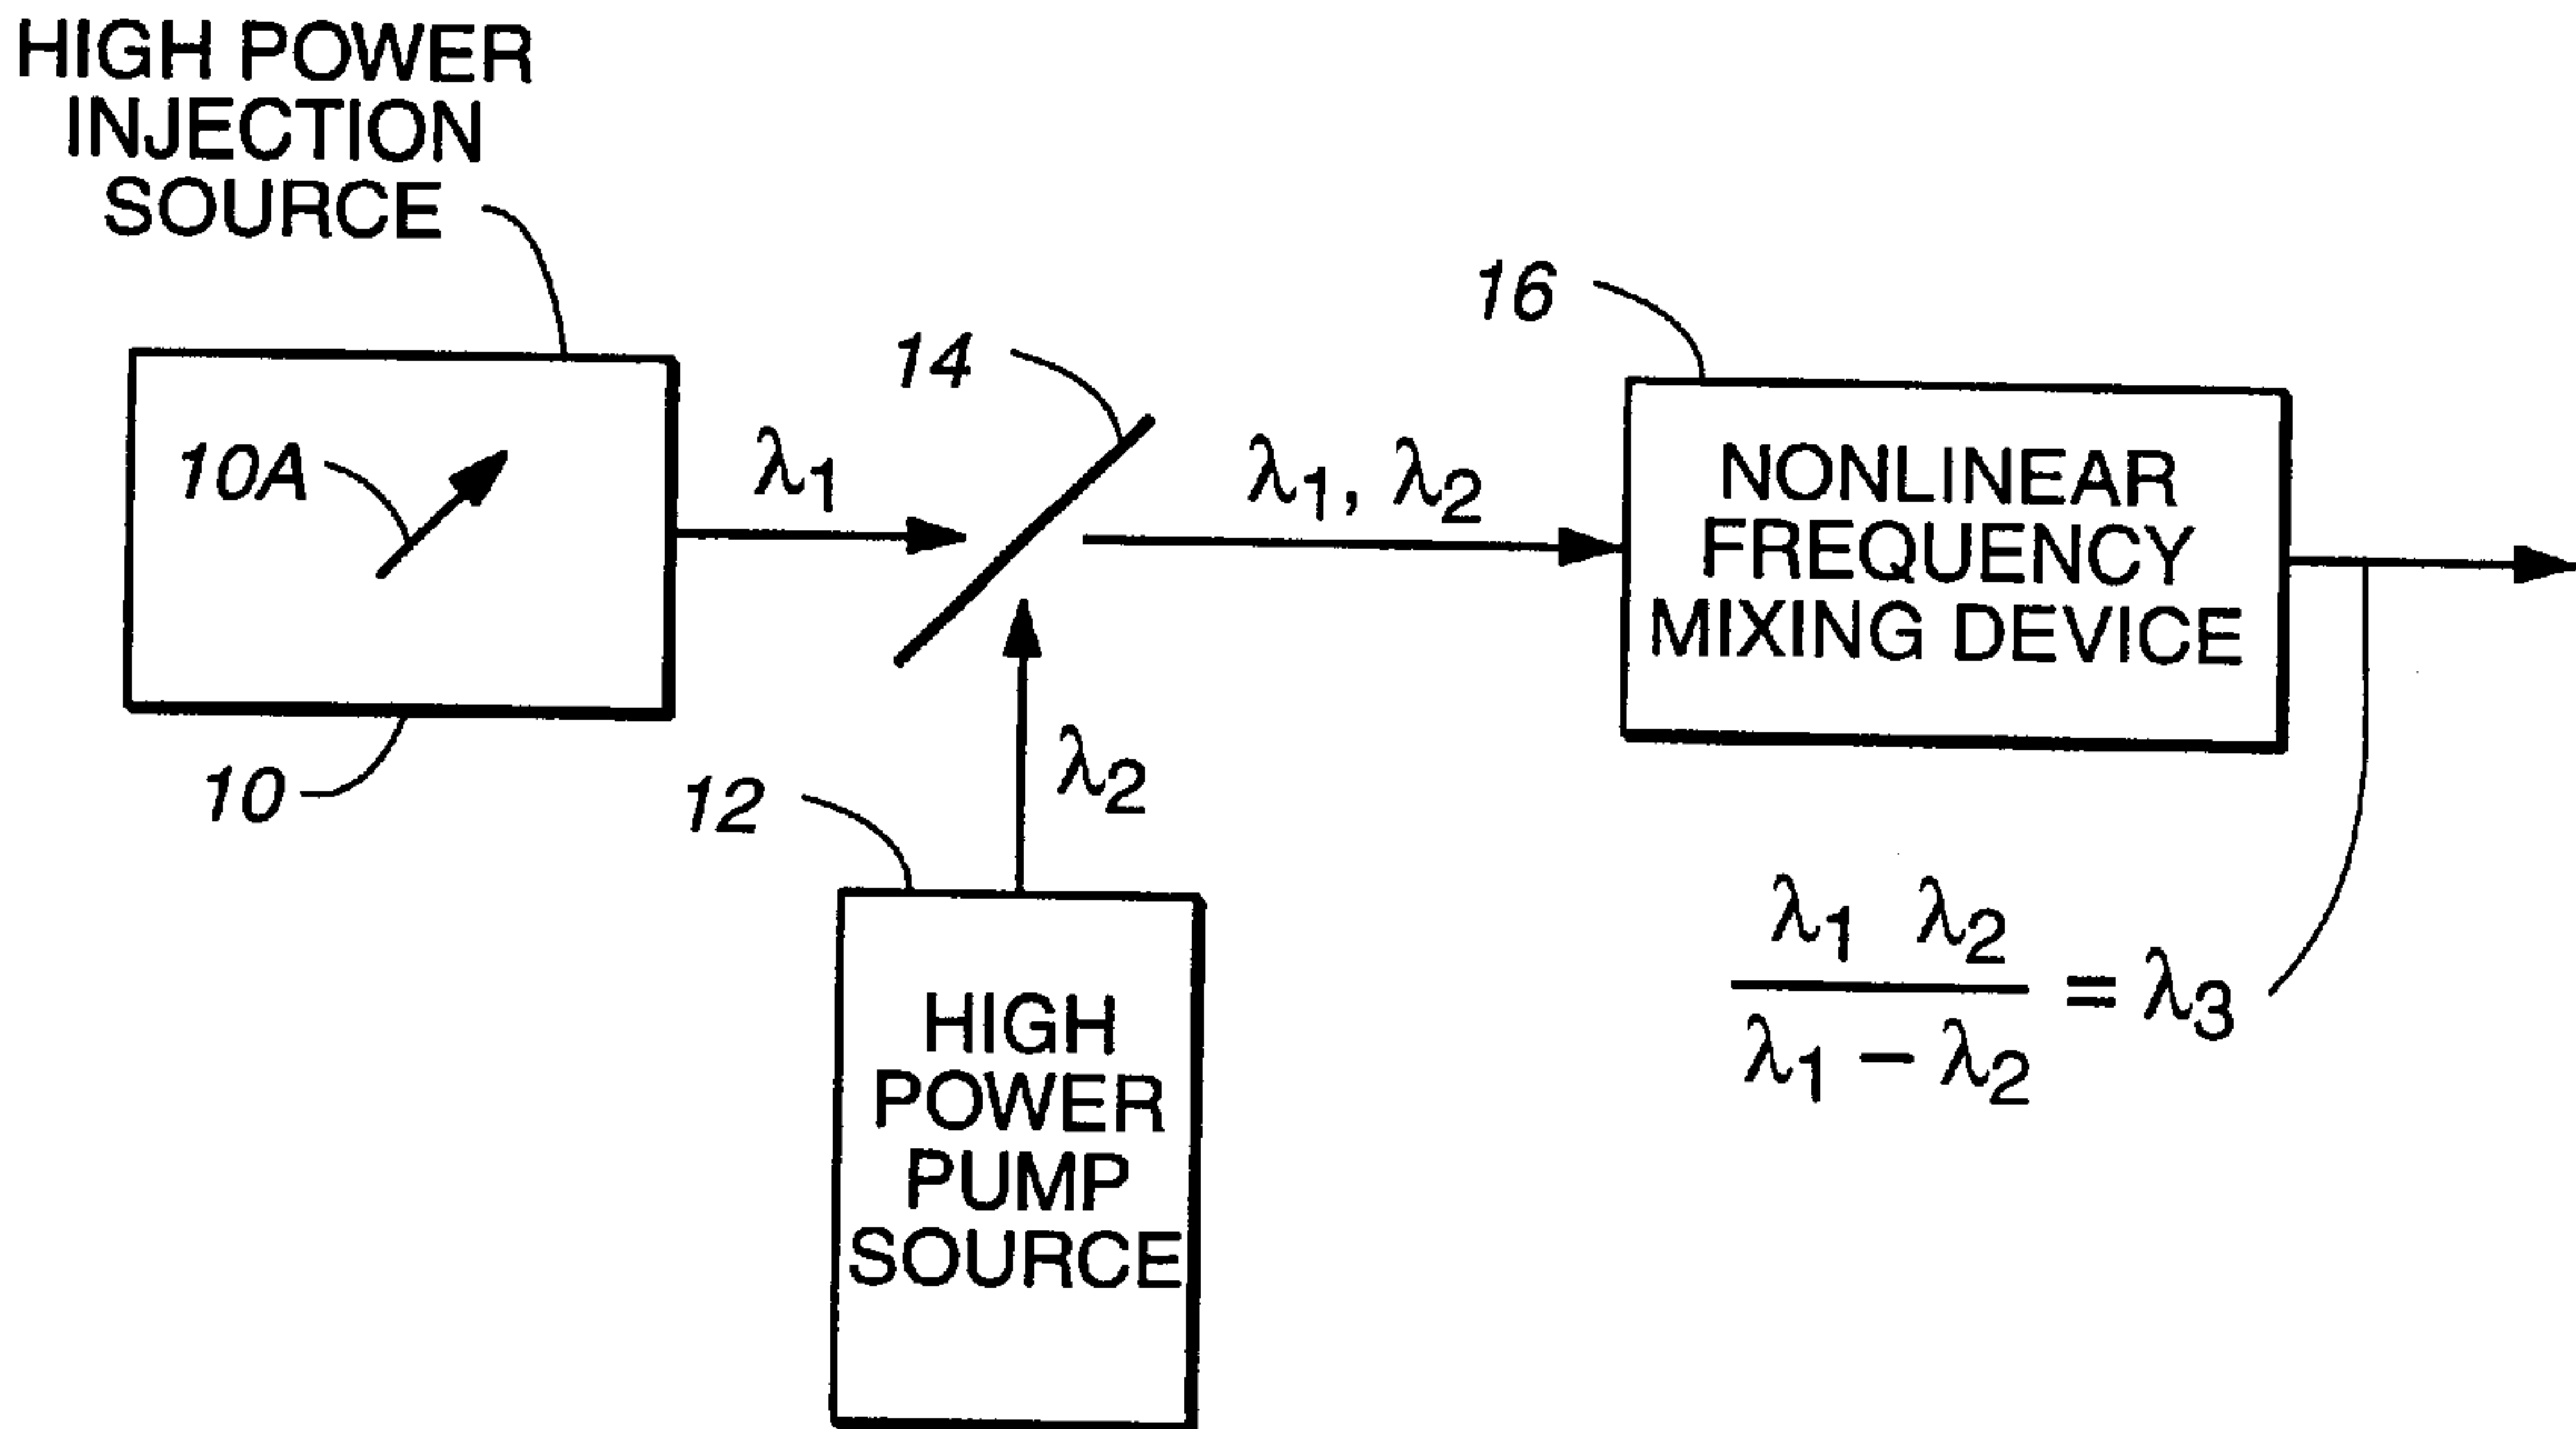 HIGH POWER
INJECTION
SOURCE
16
14
10A
λ1
λ1, λ2
NONLINEAR
FREQUENCY
MIXING DEVICE
10
12
λ2
HIGH
POWER
PUMP
SOURCE
λ1 λ2
λ1 – λ2
= λ3